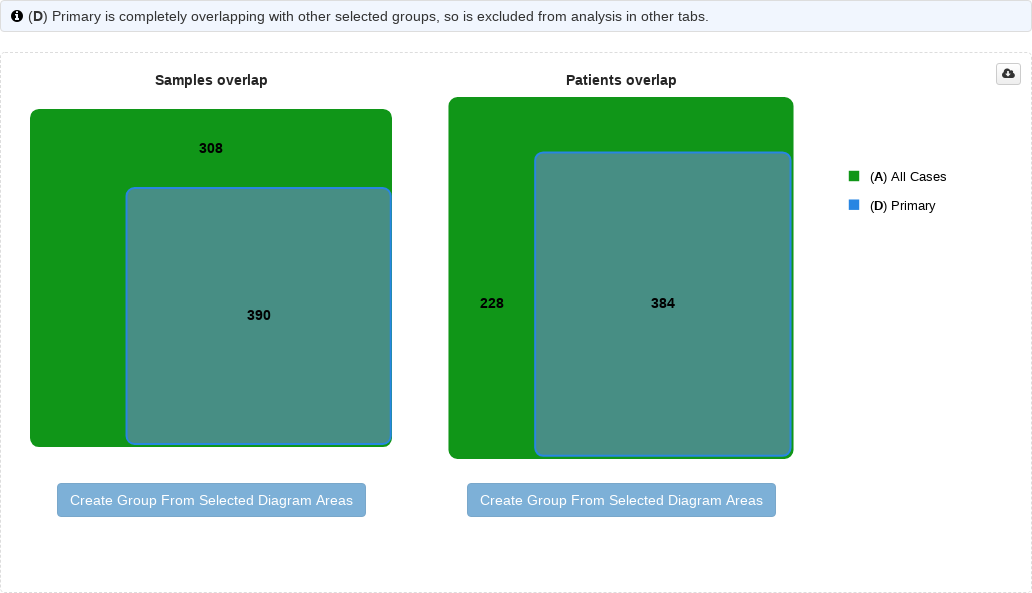 (D) Primary is completely overlapping with other selected groups, so is excluded from analysis in other tabs.
Samples overlap
308
390
Create Group From Selected Diagram Areas
Patients overlap
228
384
Create Group From Selected Diagram Areas
(A) All Cases
(D) Primary